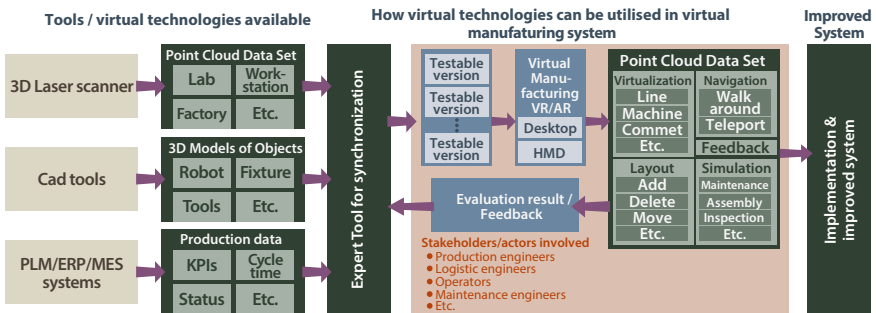 Tools / virtual technologies available
How virtual technologies can be utilised in virtual
manufaturing system
Improved
System
3D Laser scanner
Point Cloud Data Set
Lab
Work-
station
Factory
Etc.
Cad tools
3D Models of Objects
Robot
Fixture
Tools
Etc.
PLM/ERP/MES
systems
Production data
KPIs
Cycle
time
Status
Etc.
Expert Tool for synchronization
Testable
version
Testable
version
Testable
version
Virtual
Manu-
facturing
VR/AR
Desktop
HMD
Point Cloud Data Set
Virtualization
Line
Machine
Commet
Etc.
Navigation
Walk
around
Teleport
Feedback
Layout
Add
Delete
Move
Etc.
Simulation
Maintenance
Assembly
Inspection
Etc.
Evaluation result /
Feedback
Stakeholders/actors involved
• Production engineers
• Logistic engineers
• Operators
• Maintenance engineers
• Etc.
Implementation &
improved system